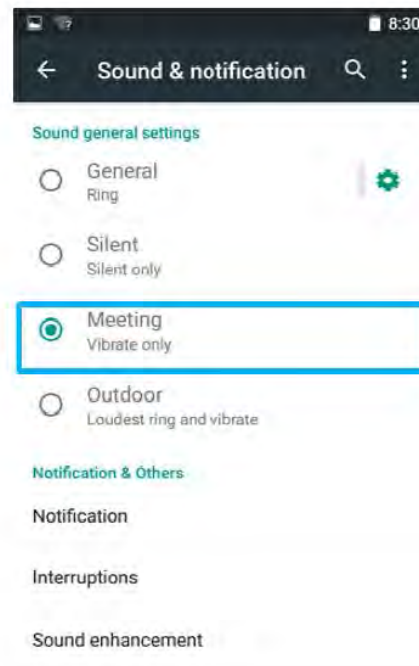 8:30
Sound & notification
Sound general settings
General
Ring
Silent
Silent only
Meeting
Vibrate only
Outdoor
Loudest ring and vibrate
Notification & Others
Notification
Interruptions
Sound enhancement